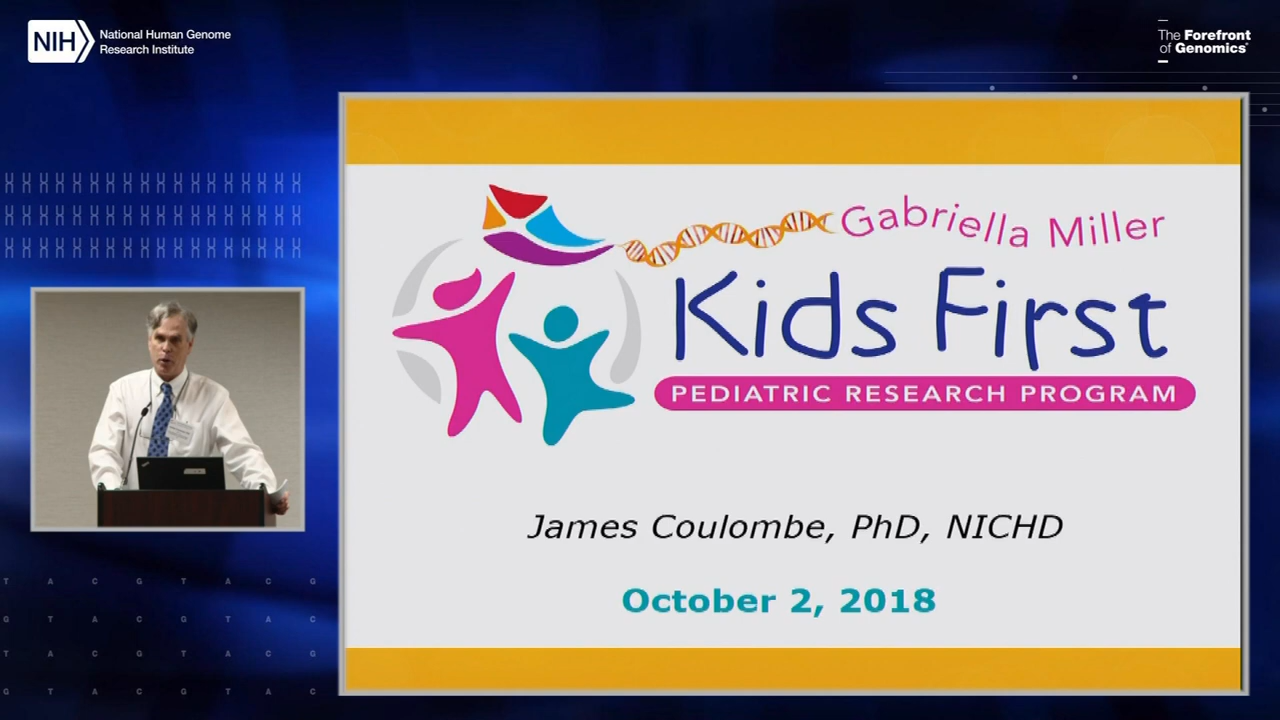 NIH
National Human Genome
Research Institute
The Forefront
of Genomics®
Gabriella Miller
Kids First
PEDIATRIC RESEARCH PROGRAM
James Coulombe, PhD, NICHD
October 2, 2018
T A C G T A C G
G T A C G T A C
T A C G T A C G
G T A C G T A C